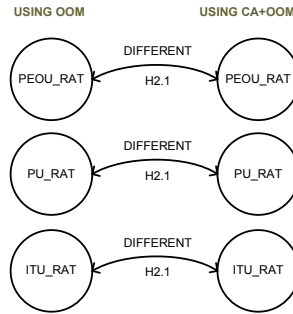 USING OOM USING CA+OOM
DIFFERENT
PEOU_RAT PEOU_RAT
H2.1
DIFFERENT
PU_RAT PU_RAT
H2.1
DIFFERENT
ITU_RAT ITU_RAT
H2.1